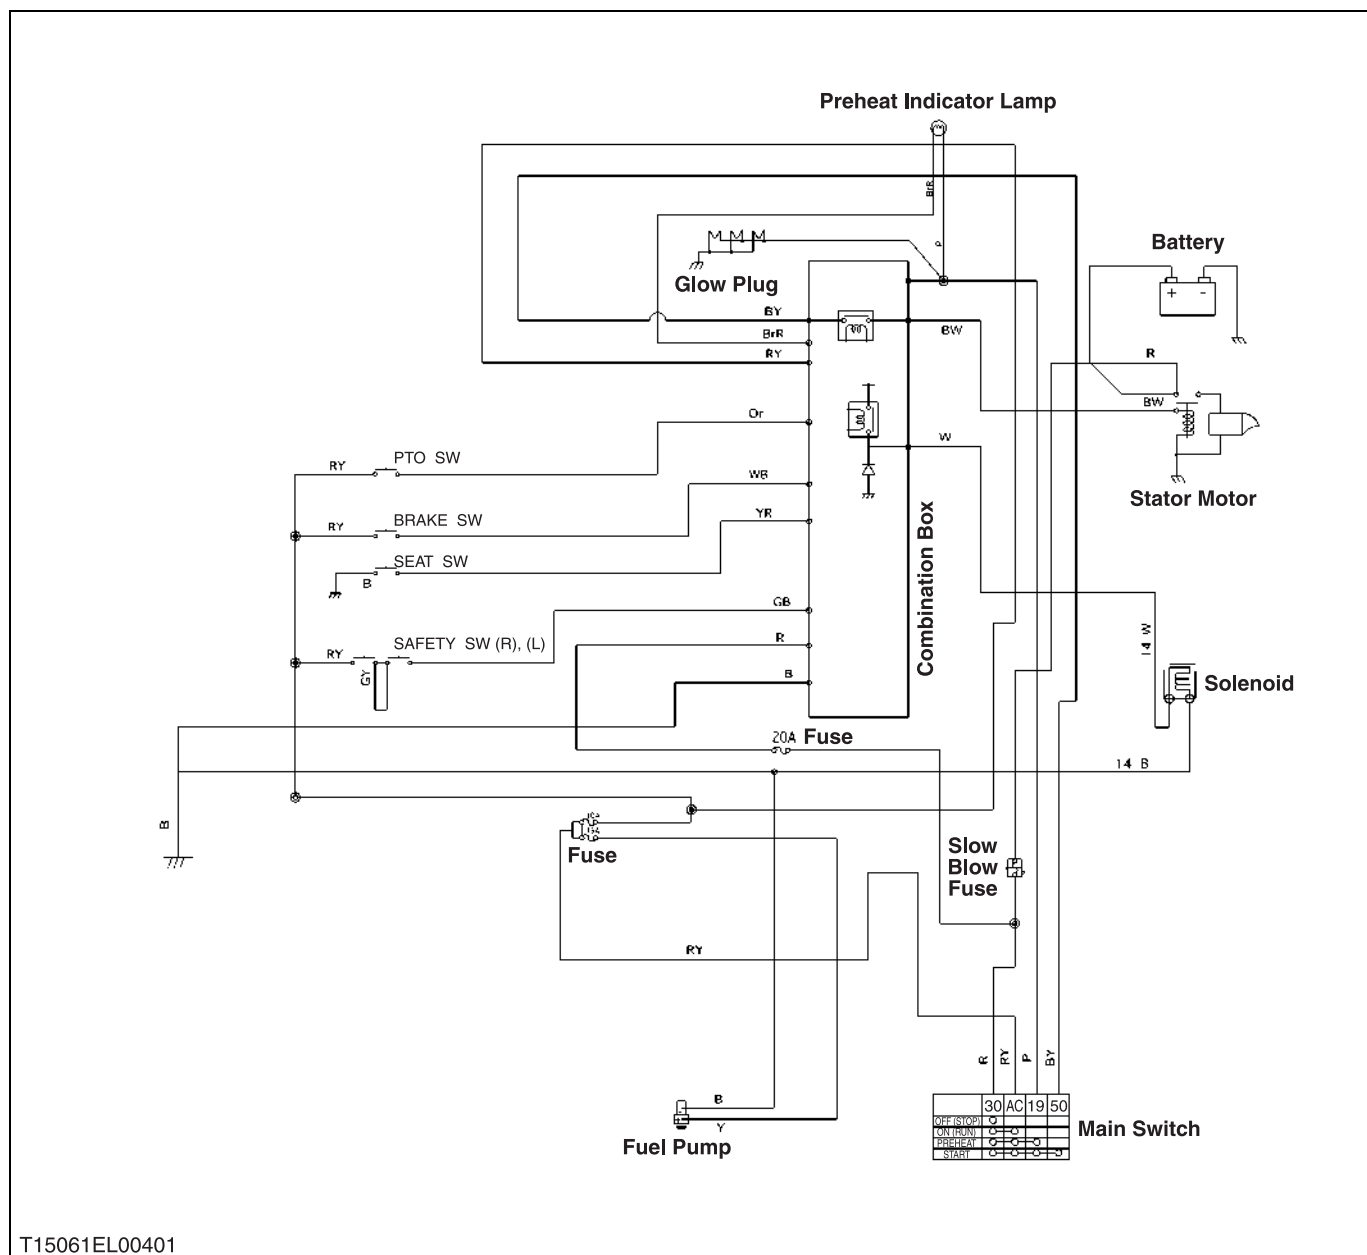 Preheat Indicator Lamp
BrR
P
Battery
+ -
Glow Plug
BY
BrR
RY
BW
R
BW
Or
W
RY
PTO SW
WB
Stator Motor
RY
BRAKE SW
YR
SEAT SW
B
Combination Box
GB
RY
SAFETY SW (R), (L)
R
14 W
GY
B
Solenoid
20A Fuse
14 B
B
Fuse
Slow
Blow
Fuse
RY
R
RY
P
BY
B
Y
Fuel Pump
30 AC 19 50
OFF (STOP)
ON (RUN)
PREHEAT
START
Main Switch
T15061EL00401